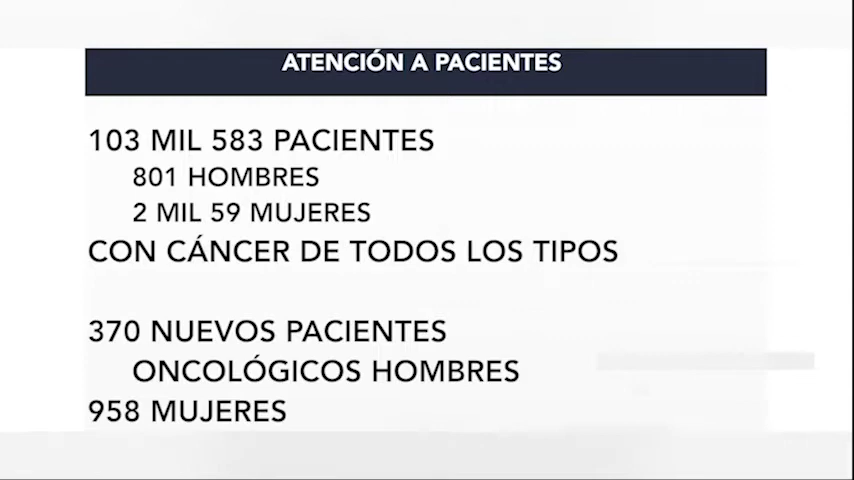 ATENCIÓN A PACIENTES
103 MIL 583 PACIENTES
801 HOMBRES
2 MIL 59 MUJERES
CON CÁNCER DE TODOS LOS TIPOS
370 NUEVOS PACIENTES
ONCOLÓGICOS HOMBRES
958 MUJERES